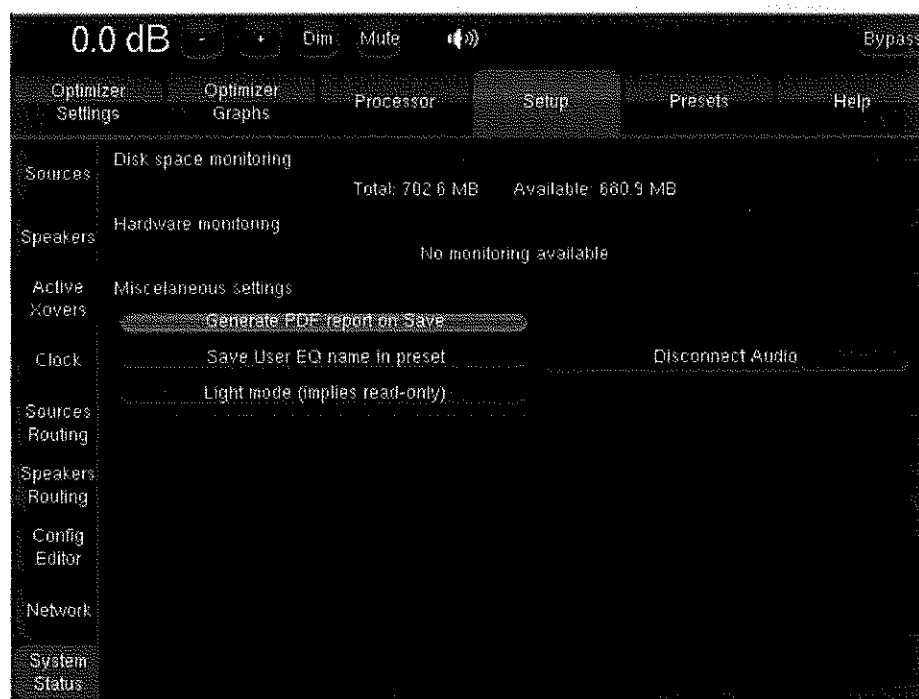 0.0 dB - + Dim Mute Bypass
Optimizer Settings
Optimizer Graphs
Processor
Setup
Presets
Help
Sources
Speakers
Active Xovers
Clock
Sources Routing
Speakers Routing
Config Editor
Network
System Status
Disk space monitoring
Total: 702.6 MB Available: 680.9 MB
Hardware monitoring
No monitoring available
Miscelaneous settings
Generate PDF report on Save
Save User EQ name in preset
Disconnect Audio
Light mode (implies read-only)